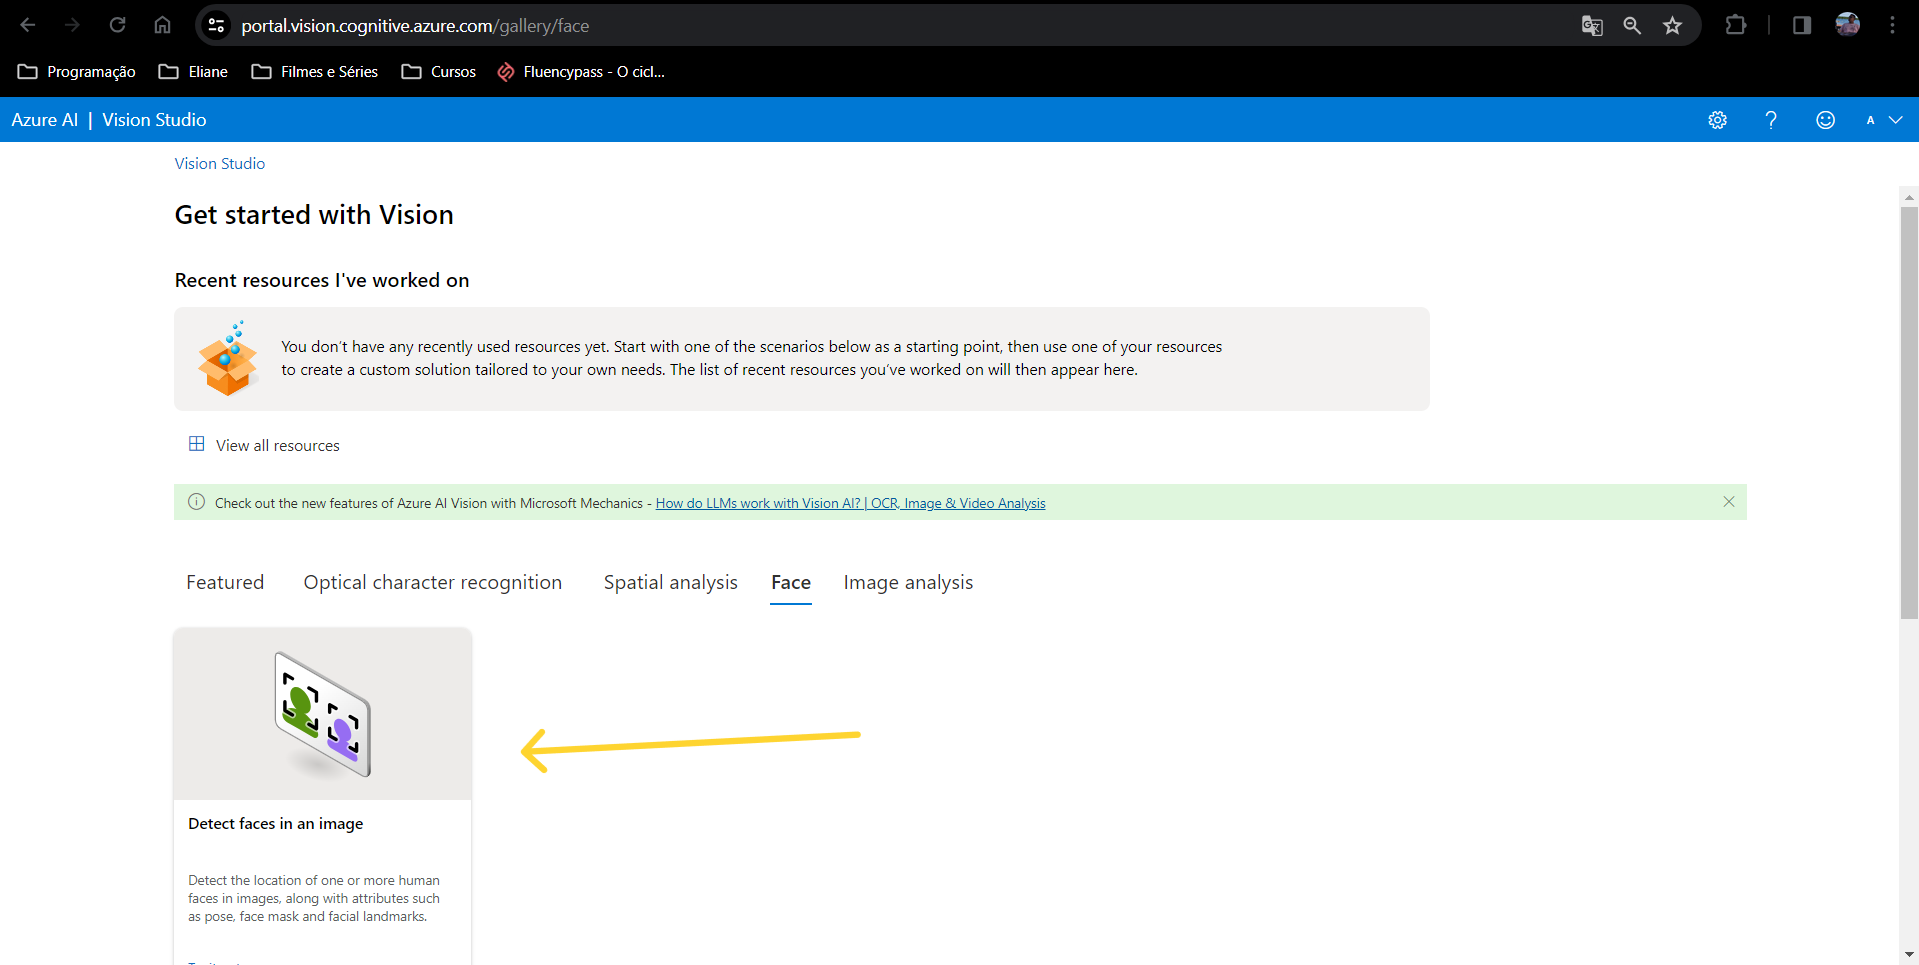 portal.vision.cognitive.azure.com/gallery/face
Programação Eliane Filmes e Séries Cursos Fluencypass - O cicl...
Azure AI | Vision Studio A
Vision Studio
Get started with Vision
Recent resources I've worked on
You don't have any recently used resources yet. Start with one of the scenarios below as a starting point, then use one of your resources
to create a custom solution tailored to your own needs. The list of recent resources you've worked on will then appear here.
View all resources
Check out the new features of Azure AI Vision with Microsoft Mechanics - How do LLMs work with Vision AI? | OCR, Image & Video Analysis
Featured Optical character recognition Spatial analysis Face Image analysis
Detect faces in an image
Detect the location of one or more human
faces in images, along with attributes such
as pose, face mask and facial landmarks.